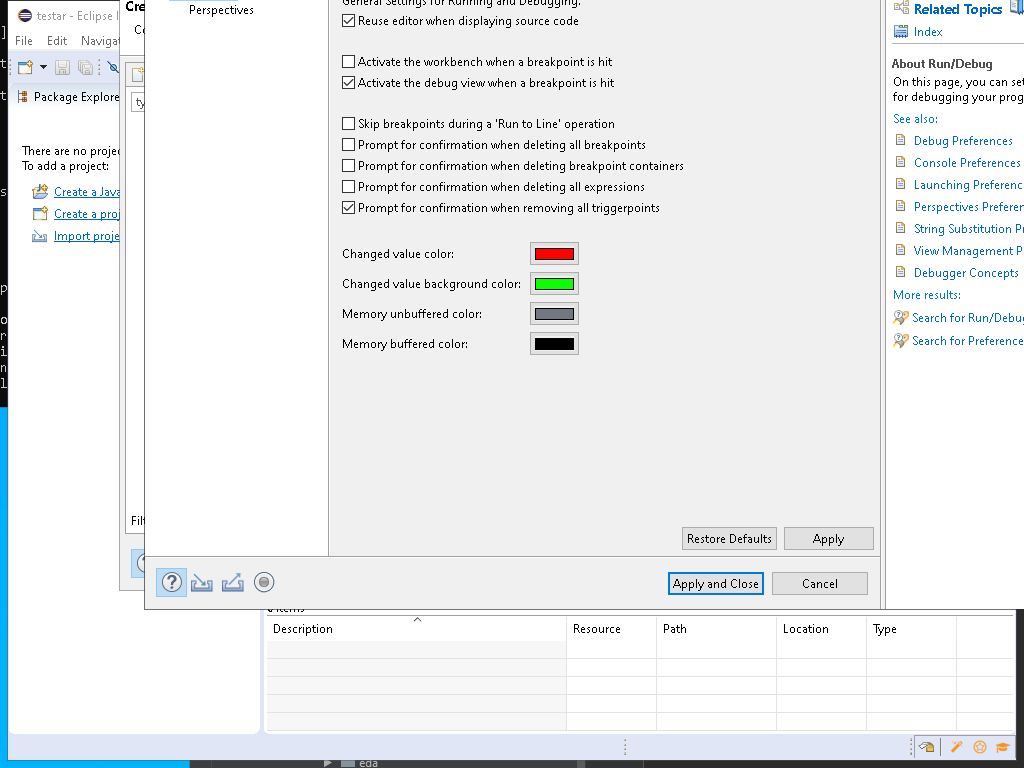 testar - Eclipse I
File Edit Navigat
Package Explore
There are no projec
To add a project:
Create a Java
Create a proj
Import proje
Cre
ty
Filt
Perspectives
General Settings for Running and Debugging.
Reuse editor when displaying source code
Activate the workbench when a breakpoint is hit
Activate the debug view when a breakpoint is hit
Skip breakpoints during a 'Run to Line' operation
Prompt for confirmation when deleting all breakpoints
Prompt for confirmation when deleting breakpoint containers
Prompt for confirmation when deleting all expressions
Prompt for confirmation when removing all triggerpoints
Changed value color:
Changed value background color:
Memory unbuffered color:
Memory buffered color:
Restore Defaults Apply
Apply and Close Cancel
Related Topics
Index
About Run/Debug
On this page, you can set
for debugging your prog
See also:
Debug Preferences
Console Preferences
Launching Preferenc
Perspectives Preferen
String Substitution Pr
View Management P
Debugger Concepts
More results:
Search for Run/Debug
Search for Preference
0 items
Description Resource Path Location Type
eda